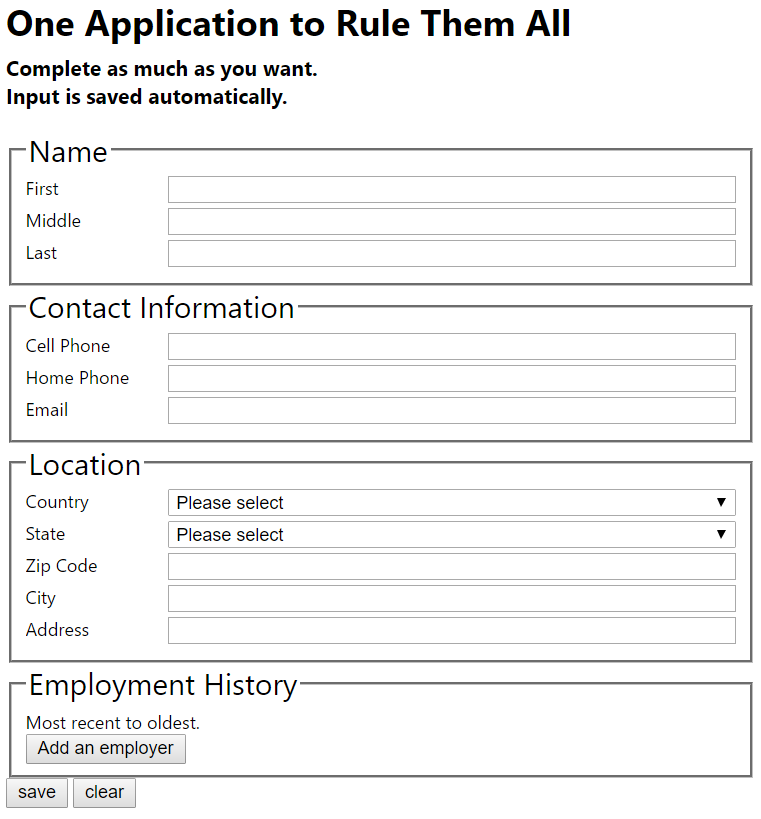 One Application to Rule Them All
Complete as much as you want.
Input is saved automatically.
Name
First
Middle
Last
Contact Information
Cell Phone
Home Phone
Email
Location
Country Please select
State Please select
Zip Code
City
Address
Employment History
Most recent to oldest.
Add an employer
save clear